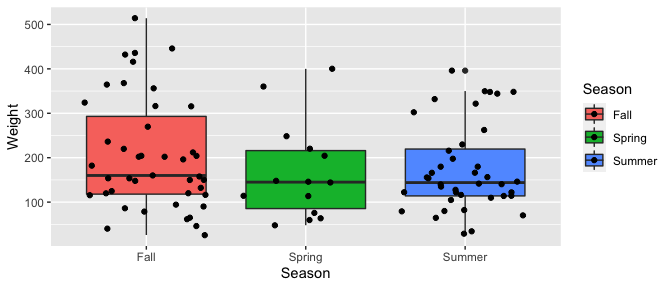 500
400
300
200
100
Weight
Fall
Spring
Summer
Season
Season
Fall
Spring
Summer